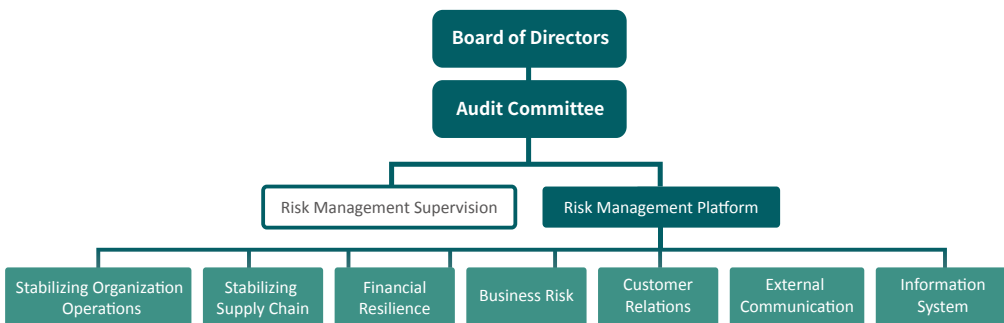 Board of Directors
Audit Committee
Risk Management Supervision
Risk Management Platform
Stabilizing Organization
Operations
Stabilizing
Supply Chain
Financial
Resilience
Business Risk
Customer
Relations
External
Communication
Information
System